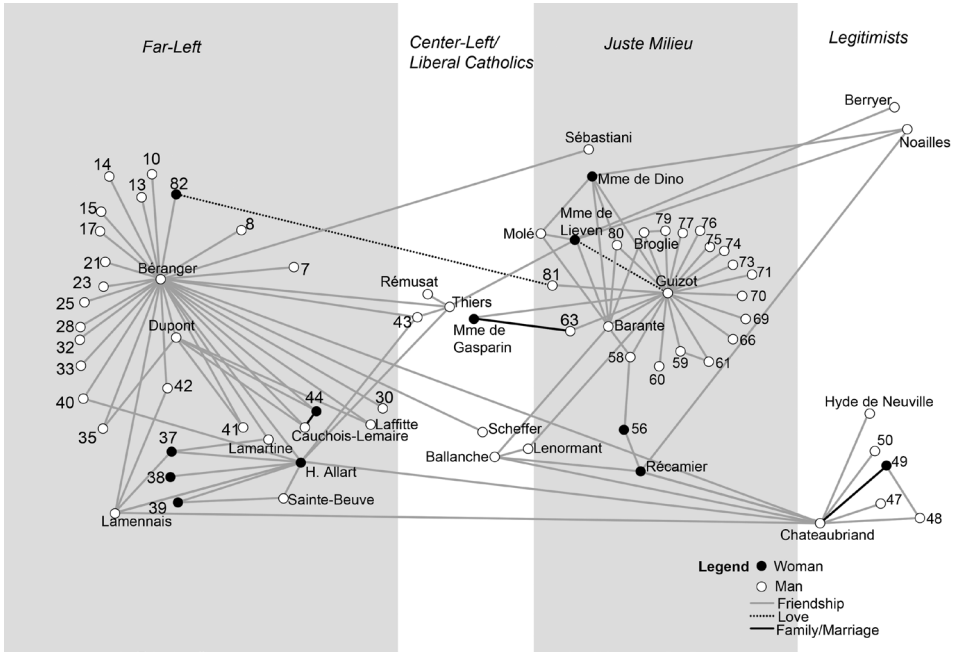 Far-Left
Center-Left/
Liberal Catholics
Juste Milieu
Legitimists
Berryer
Noailles
Sébastiani
14
10
13
82
15
17
8
21
23
Béranger
7
25
28
Dupont
32
33
42
40
35
37
38
39
41
Lamartine
44
30
Laffitte
Cauchois-Lemaire
H. Allart
Sainte-Beuve
Lamennais
Rémusat
Thiers
43
Mme de
Gasparin
63
Scheffer
Ballanche
Lenormant
Mme de Dino
Mme de
Lieven
Molé
80
79
77
76
Broglie
75
74
73
71
81
Guizot
70
69
Barante
66
58
60
59
61
56
Récamier
Hyde de Neuville
50
49
47
48
Chateaubriand
Legend
Woman
Man
Friendship
Love
Family/Marriage